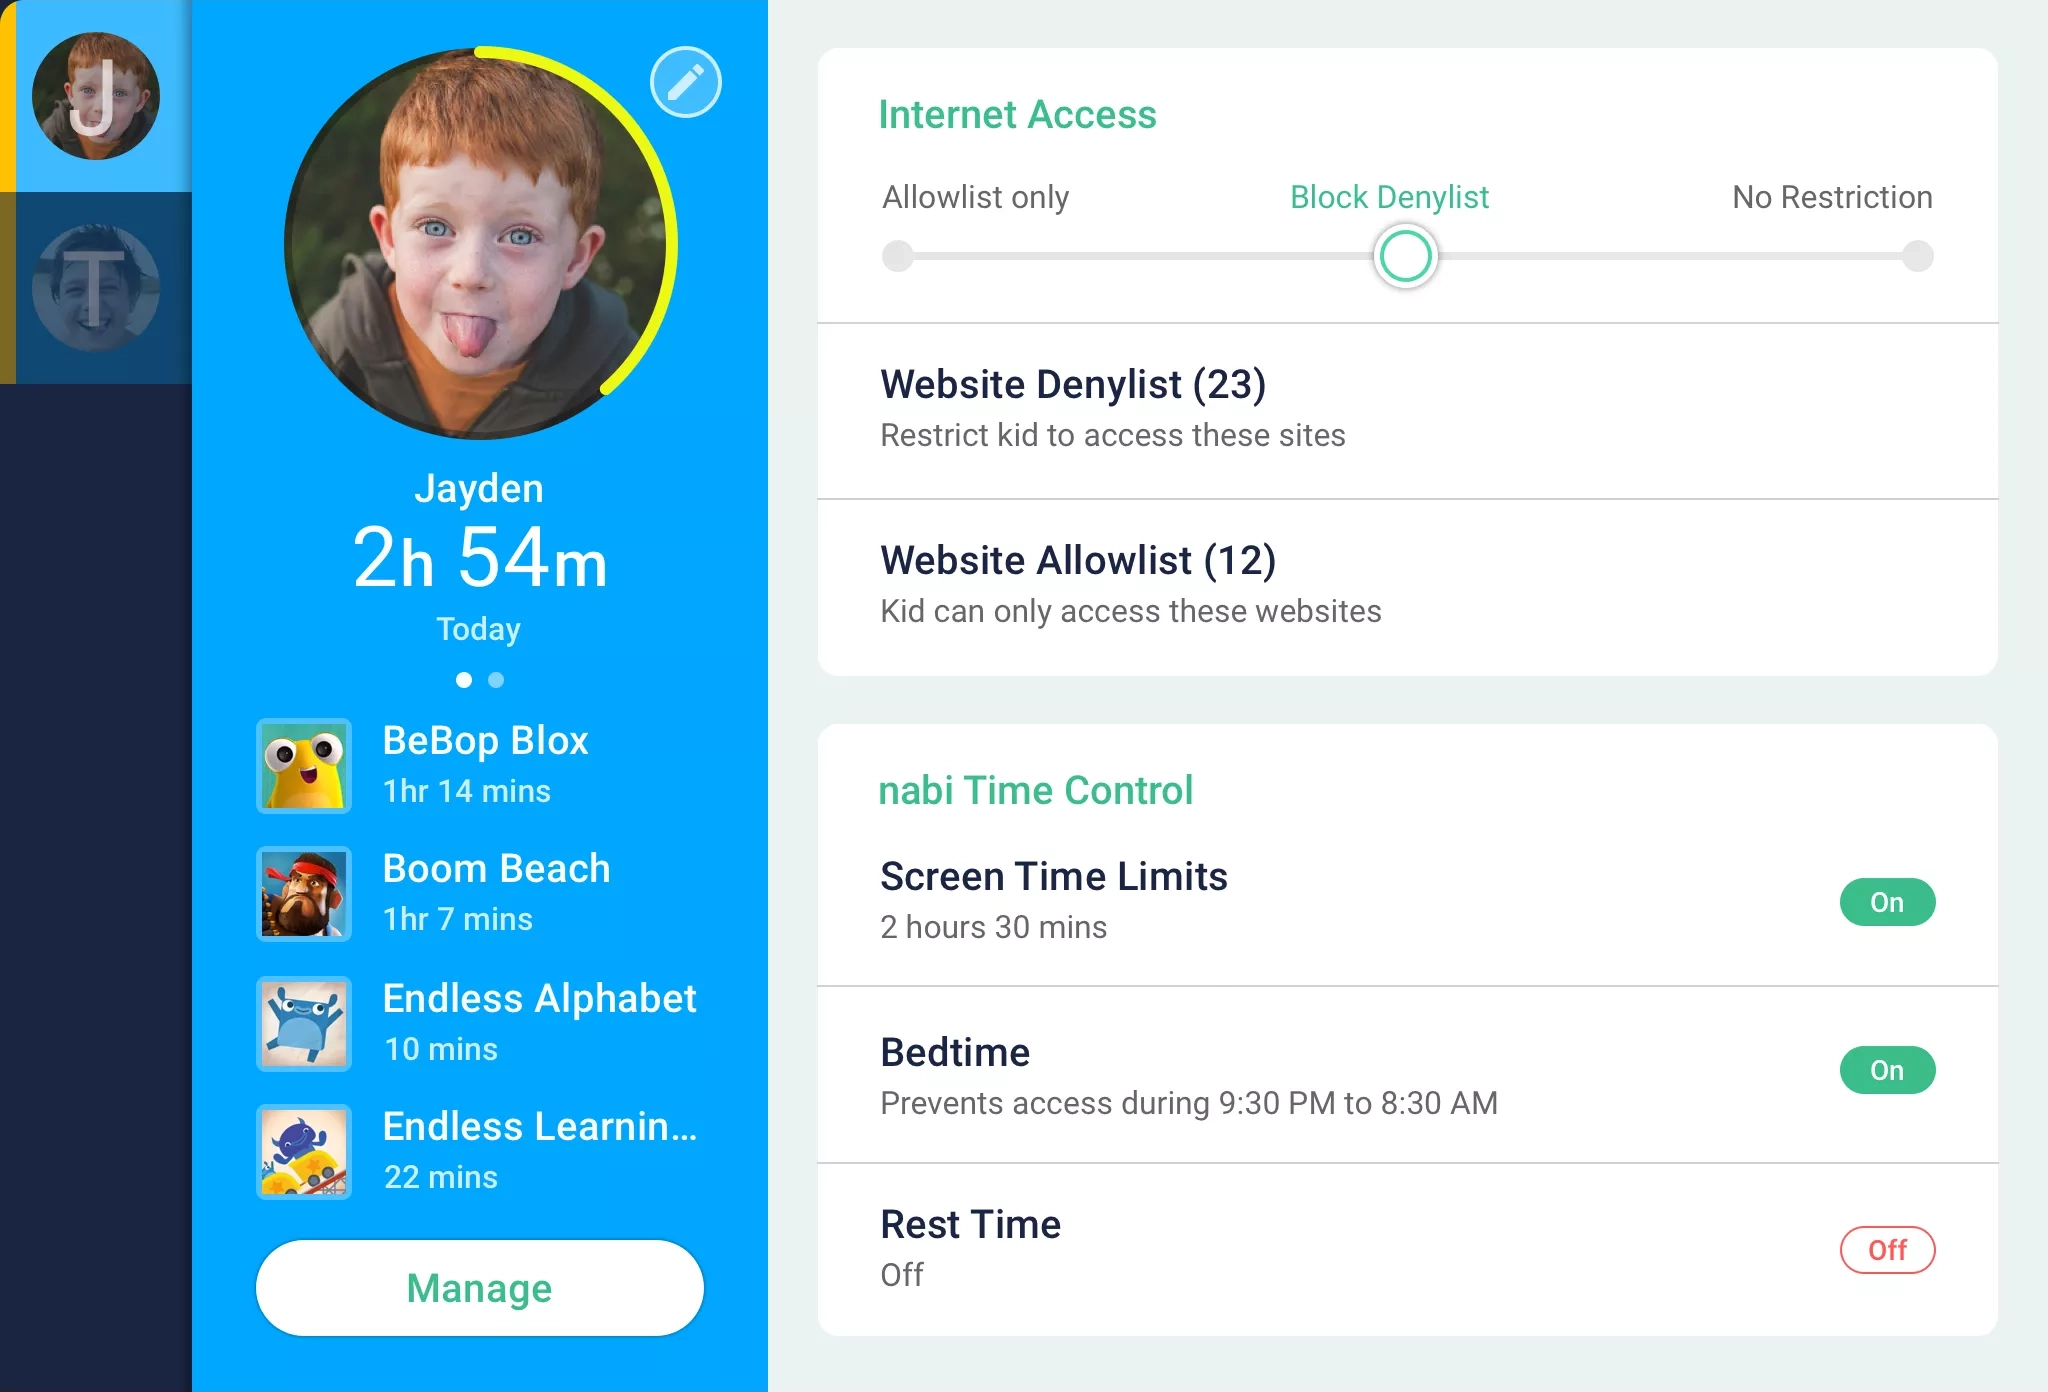 J
T
Jayden
2h 54m
Today
BeBop Blox
1hr 14 mins
Boom Beach
1hr 7 mins
Endless Alphabet
10 mins
Endless Learnin...
22 mins
Manage
Internet Access
Allowlist only
Block Denylist
No Restriction
Website Denylist (23)
Restrict kid to access these sites
Website Allowlist (12)
Kid can only access these websites
nabi Time Control
Screen Time Limits
2 hours 30 mins
On
Bedtime
Prevents access during 9:30 PM to 8:30 AM
On
Rest Time
Off
Off